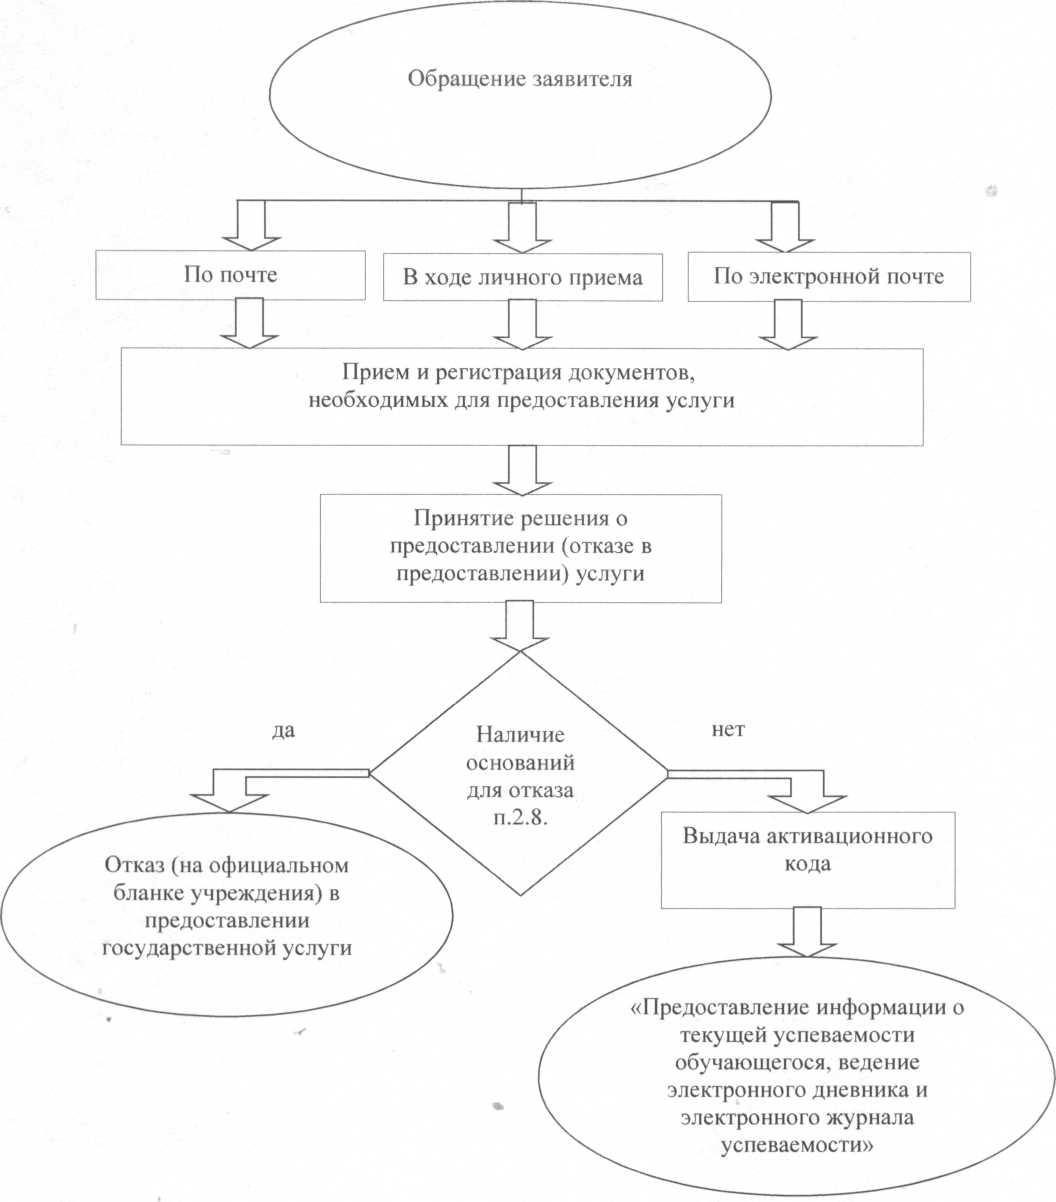 Обращение заявителя
По почте
В ходе личного приема
По электронной почте
Прием и регистрация документов,
необходимых для предоставления услуги
Принятие решения о
предоставлении (отказе в
предоставлении) услуги
да
нет
Наличие
оснований
для отказа
п.2.8.
Выдача активационного
кода
Отказ (на официальном
бланке учреждения) в
предоставлении
государственной услуги
«Предоставление информации о
текущей успеваемости
обучающегося, ведение
электронного дневника и
электронного журнала
успеваемости»